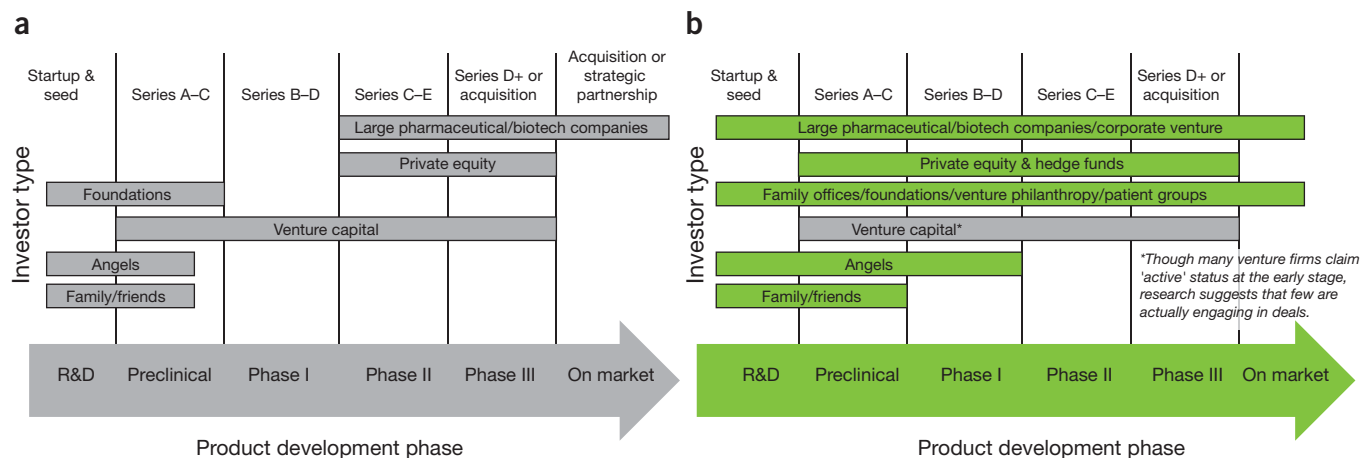 a
Startup &
seed
Series A–C
Series B–D
Series C–E
Series D+ or
acquisition
Acquisition or
strategic
partnership
Investor type
Large pharmaceutical/biotech companies
Private equity
Foundations
Venture capital
Angels
Family/friends
R&D
Preclinical
Phase I
Phase II
Phase III
On market
Product development phase
b
Startup &
seed
Series A–C
Series B–D
Series C–E
Series D+ or
acquisition
Investor type
Large pharmaceutical/biotech companies/corporate venture
Private equity & hedge funds
Family offices/foundations/venture philanthropy/patient groups
Venture capital*
Angels
Family/friends
*Though many venture firms claim
'active' status at the early stage,
research suggests that few are
actually engaging in deals.
R&D
Preclinical
Phase I
Phase II
Phase III
On market
Product development phase